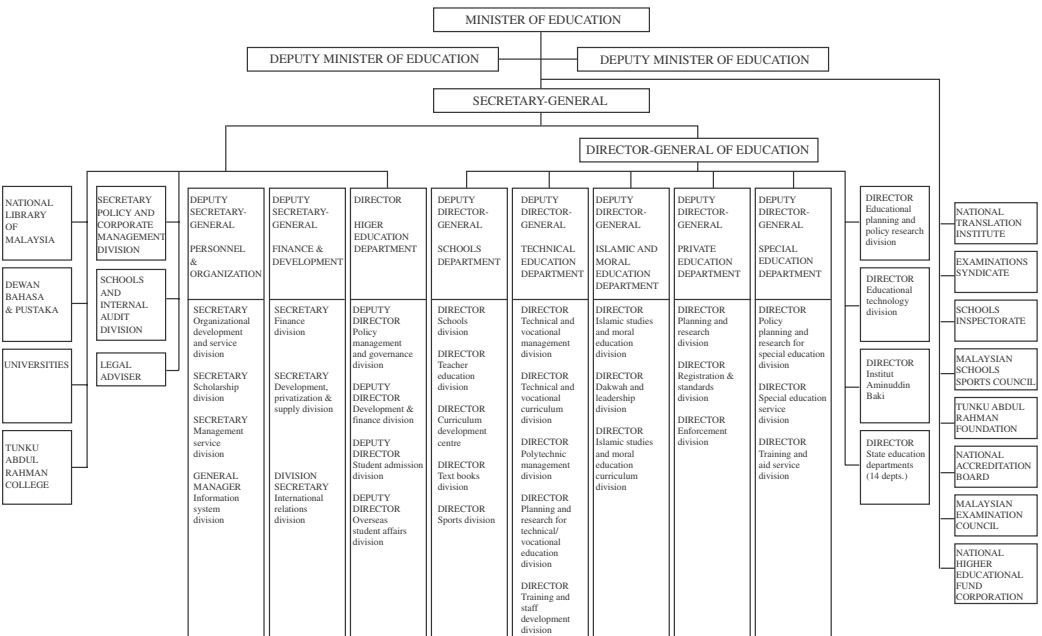 MINISTER OF EDUCATION
DEPUTY MINISTER OF EDUCATION
DEPUTY MINISTER OF EDUCATION
SECRETARY-GENERAL
DIRECTOR-GENERAL OF EDUCATION
NATIONAL
LIBRARY
OF
MALAYSIA
DEWAN
BAHASA
& PUSTAKA
UNIVERSITIES
TUNKU
ABDUL
RAHMAN
COLLEGE
SECRETARY
POLICY AND
CORPORATE
MANAGEMENT
DIVISION
SCHOOLS
AND
INTERNAL
AUDIT
DIVISION
LEGAL
ADVISER
DEPUTY
SECRETARY-
GENERAL
PERSONNEL
&
ORGANIZATION
SECRETARY
Organizational
development
and service
division
SECRETARY
Scholarship
division
SECRETARY
Management
service
division
GENERAL
MANAGER
Information
system
division
DEPUTY
SECRETARY-
GENERAL
FINANCE &
DEVELOPMENT
SECRETARY
Finance
division
SECRETARY
Development,
privatization &
supply division
DIVISION
SECRETARY
International
relations
division
DIRECTOR
HIGER
EDUCATION
DEPARTMENT
DEPUTY
DIRECTOR
Policy
management
and governance
division
DEPUTY
DIRECTOR
Development &
finance division
DEPUTY
DIRECTOR
Student admission
division
DEPUTY
DIRECTOR
Overseas
student affairs
division
DEPUTY
DIRECTOR-
GENERAL
SCHOOLS
DEPARTMENT
DIRECTOR
Schools
division
DIRECTOR
Teacher
education
division
DIRECTOR
Curriculum
development
centre
DIRECTOR
Text books
division
DIRECTOR
Sports division
DEPUTY
DIRECTOR-
GENERAL
TECHNICAL
EDUCATION
DEPARTMENT
DIRECTOR
Technical and
vocational
management
division
DIRECTOR
Technical and
vocational
curriculum
division
DIRECTOR
Polytechnic
management
division
DIRECTOR
Planning and
research for
technical/
vocational
education
division
DIRECTOR
Training and
staff
development
division
DEPUTY
DIRECTOR-
GENERAL
ISLAMIC AND
MORAL
EDUCATION
DEPARTMENT
DIRECTOR
Islamic studies
and moral
education
division
DIRECTOR
Dakwah and
leadership
division
DIRECTOR
Islamic studies
and moral
education
curriculum
division
DEPUTY
DIRECTOR-
GENERAL
PRIVATE
EDUCATION
DEPARTMENT
DIRECTOR
Planning and
research
division
DIRECTOR
Registration &
standards
division
DIRECTOR
Enforcement
division
DEPUTY
DIRECTOR-
GENERAL
SPECIAL
EDUCATION
DEPARTMENT
DIRECTOR
Policy
planning and
research for
special education
division
DIRECTOR
Special education
service
division
DIRECTOR
Training and
aid service
division
DIRECTOR
Educational
planning and
policy research
division
DIRECTOR
Educational
technology
division
DIRECTOR
Institut
Aminuddin
Baki
DIRECTOR
State education
departments
(14 depts.)
NATIONAL
TRANSLATION
INSTITUTE
EXAMINATIONS
SYNDICATE
SCHOOLS
INSPECTORATE
MALAYSIAN
SCHOOLS
SPORTS COUNCIL
TUNKU ABDUL
RAHMAN
FOUNDATION
NATIONAL
ACCREDITATION
BOARD
MALAYSIAN
EXAMINATION
COUNCIL
NATIONAL
HIGHER
EDUCATIONAL
FUND
CORPORATION